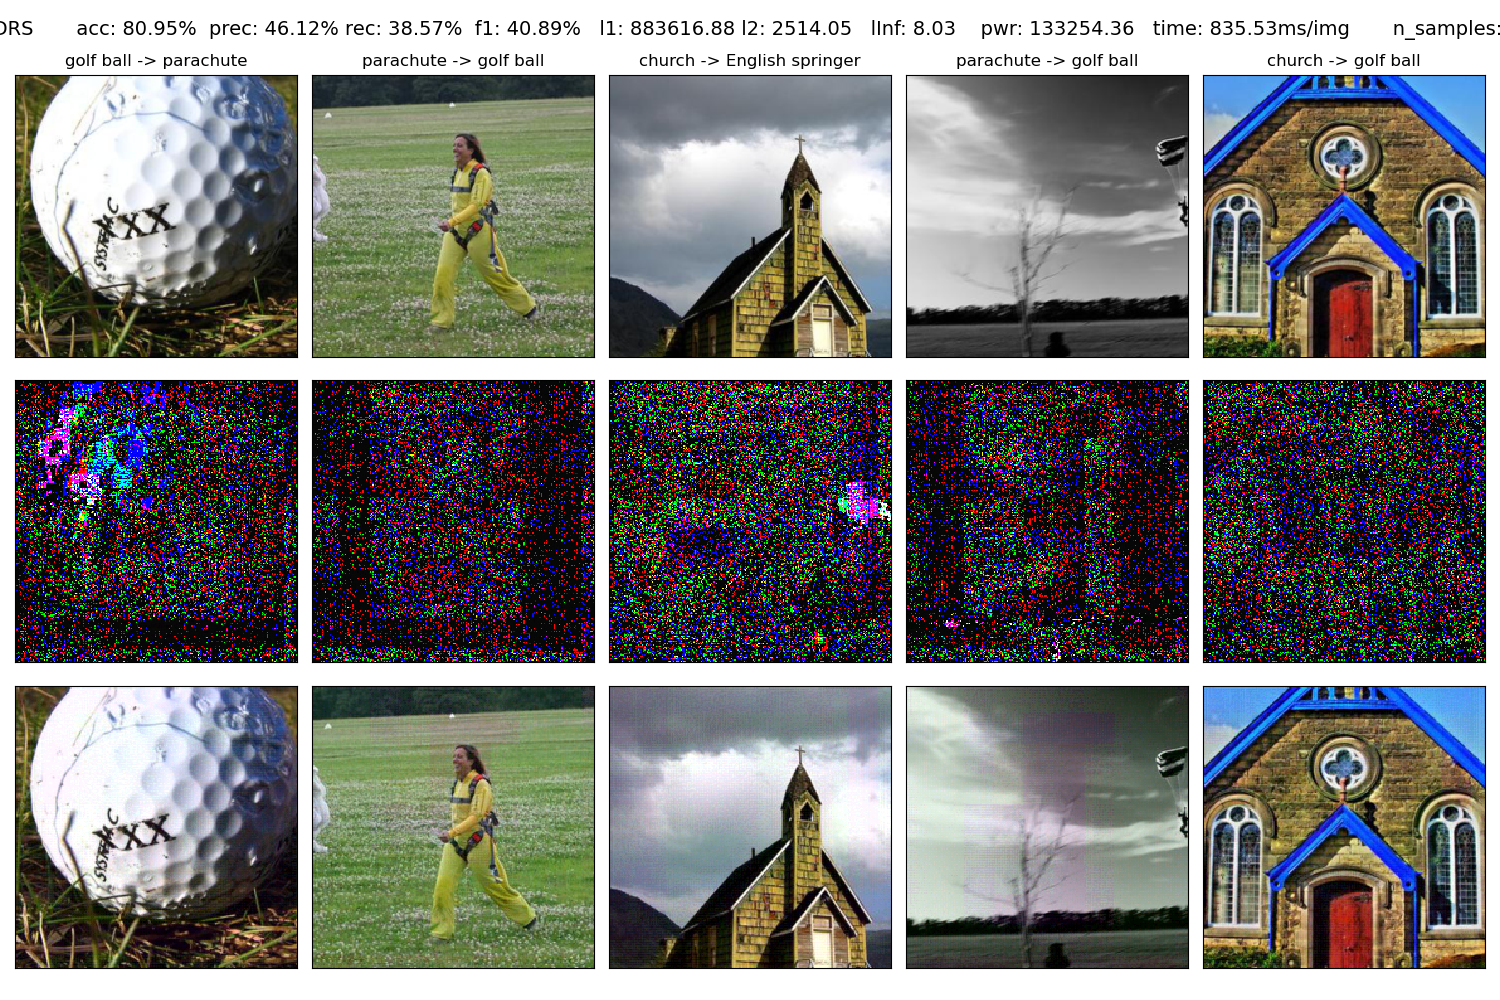 DRS acc: 80.95% prec: 46.12% rec: 38.57% f1: 40.89% l1: 883616.88 l2: 2514.05 lInf: 8.03 pwr: 133254.36 time: 835.53ms/img n_samples:
golf ball -> parachute
parachute -> golf ball
church -> English springer
parachute -> golf ball
church -> golf ball
XXX
XXX